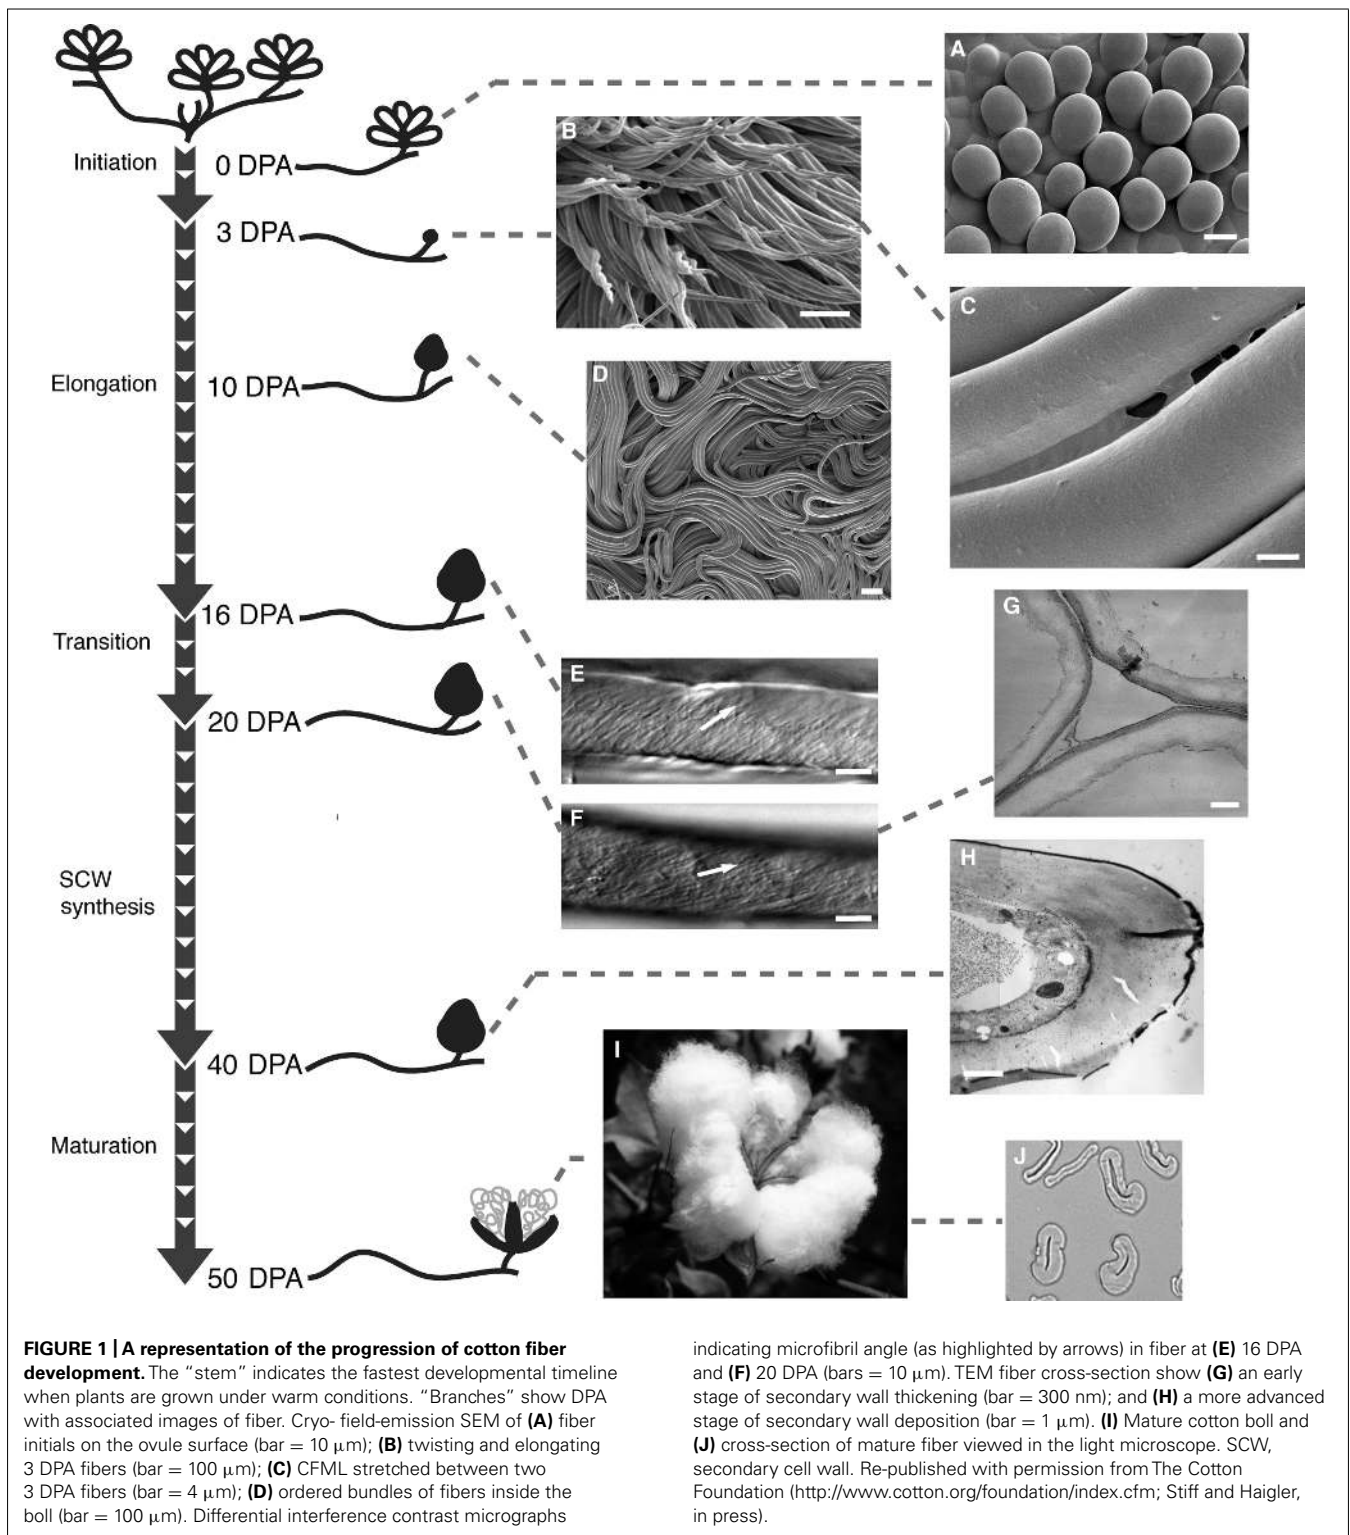 A
B
Initiation
0 DPA
3 DPA
C
Elongation
10 DPA
D
G
16 DPA
Transition
E
20 DPA
F
H
SCW
synthesis
I
40 DPA
Maturation
J
50 DPA
FIGURE 1 | A representation of the progression of cotton fiber
development. The “stem” indicates the fastest developmental timeline
when plants are grown under warm conditions. “Branches” show DPA
with associated images of fiber. Cryo- field-emission SEM of (A) fiber
initials on the ovule surface (bar = 10 μm); (B) twisting and elongating
3 DPA fibers (bar = 100 μm); (C) CFML stretched between two
3 DPA fibers (bar = 4 μm); (D) ordered bundles of fibers inside the
boll (bar = 100 μm). Differential interference contrast micrographs
indicating microfibril angle (as highlighted by arrows) in fiber at (E) 16 DPA
and (F) 20 DPA (bars = 10 μm). TEM fiber cross-section show (G) an early
stage of secondary wall thickening (bar = 300 nm); and (H) a more advanced
stage of secondary wall deposition (bar = 1 μm). (I) Mature cotton boll and
(J) cross-section of mature fiber viewed in the light microscope. SCW,
secondary cell wall. Re-published with permission from The Cotton
Foundation (http://www.cotton.org/foundation/index.cfm; Stiff and Haigler,
in press).